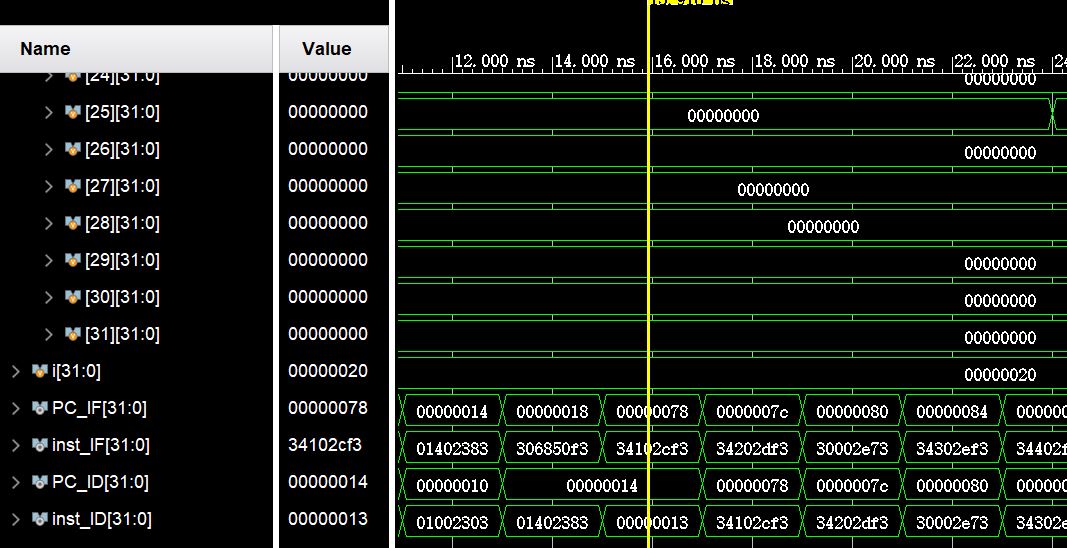 Name Value
12.000 ns 14.000 ns 16.000 ns 18.000 ns 20.000 ns 22.000 ns
[24][31:0] 00000000 00000000
[25][31:0] 00000000 00000000
[26][31:0] 00000000 00000000
[27][31:0] 00000000 00000000
[28][31:0] 00000000 00000000
[29][31:0] 00000000 00000000
[30][31:0] 00000000 00000000
[31][31:0] 00000000 00000000
i[31:0] 00000020 00000020
PC_IF[31:0] 00000078 00000014 00000018 00000078 0000007c 00000080 00000084
inst_IF[31:0] 34102cf3 01402383 306850f3 34102cf3 34202df3 30002e73 34302ef3 34402f
PC_ID[31:0] 00000014 00000010 00000014 00000078 0000007c 00000080
inst_ID[31:0] 00000013 01002303 01402383 00000013 34102cf3 34202df3 30002e73 34302e